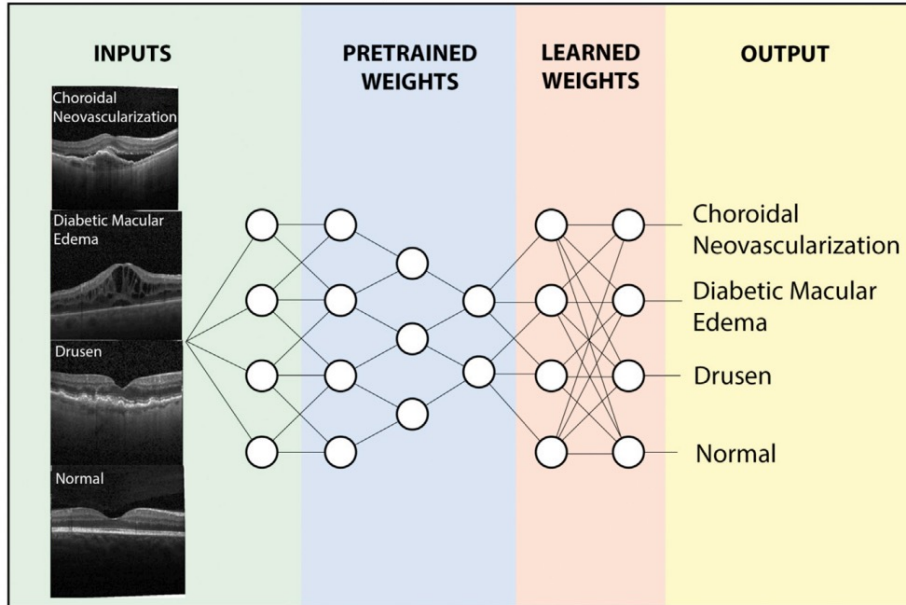 INPUTS
PRETRAINED
WEIGHTS
LEARNED
WEIGHTS
OUTPUT
Choroidal
Neovascularization
Diabetic Macular
Edema
Drusen
Normal
Choroidal
Neovascularization
Diabetic Macular
Edema
Drusen
Normal